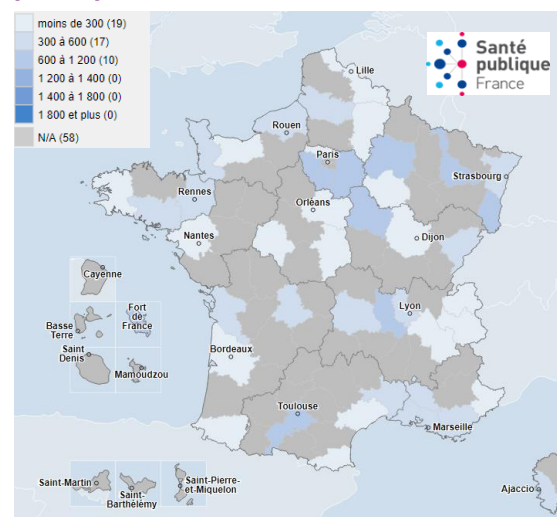 moins de 300 (19)
300 à 600 (17)
600 à 1 200 (10)
1 200 à 1 400 (0)
1 400 à 1 800 (0)
1 800 et plus (0)
N/A (58)
Santé
publique
France
Lille
Rouen
Paris
Strasbourg
Rennes
Orléans
Nantes
Dijon
Cayenne
Fort
de
France
Basse
Terre
Saint
Denis
Mamoudzou
Lyon
Bordeaux
Toulouse
Marseille
Saint-Martin
Saint-
Barthélemy
Saint-Pierre-
et-Miquelon
Ajaccio